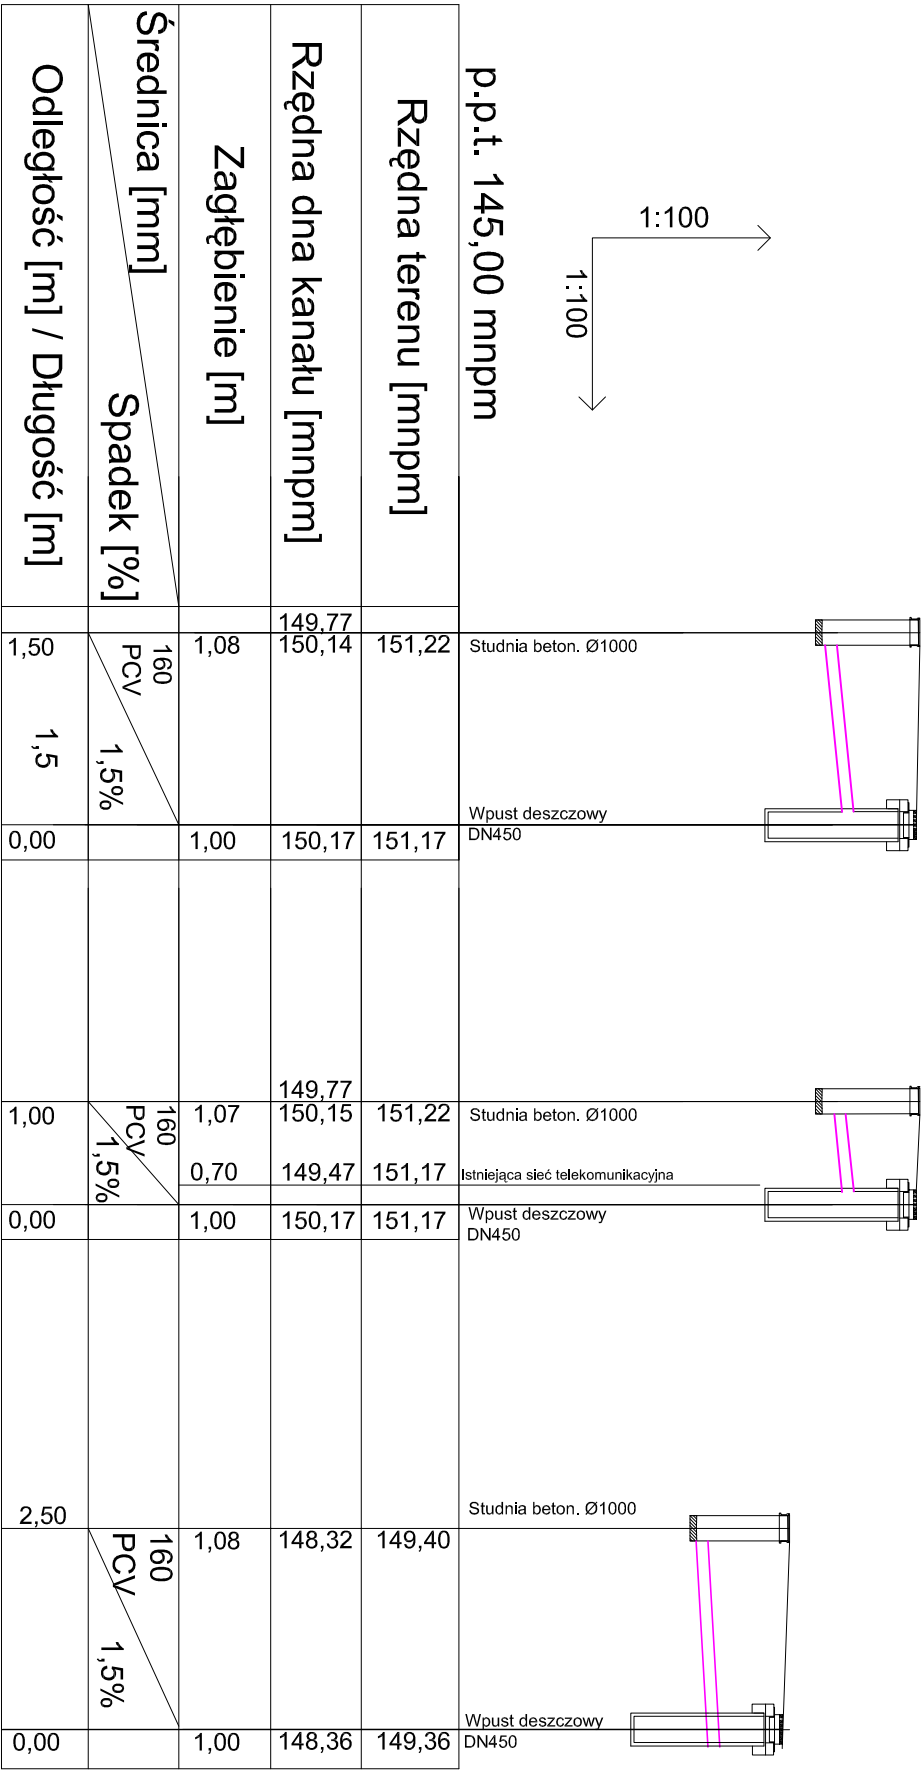 1:100
1:100
p.p.t. 145,00 mnpm
Rzędna terenu [mnpm]
Rzędna dna kanału [mnpm]
Zagłębienie [m]
Średnica [mm]
Spadek [%]
Odległość [m] / Długość [m]
149,77
1,50
160
PCV
1,08
150,14
151,22
Studnia beton. Ø1000
1,5
1,5%
Wpust deszczowy
DN450
0,00
1,00
150,17
151,17
149,77
1,00
160
PCV
1,07
150,15
151,22
Studnia beton. Ø1000
1,5%
0,70
149,47
151,17
Istniejąca sieć telekomunikacyjna
0,00
1,00
150,17
151,17
Wpust deszczowy
DN450
2,50
Studnia beton. Ø1000
160
PCV
1,08
148,32
149,40
1,5%
Wpust deszczowy
DN450
0,00
1,00
148,36
149,36